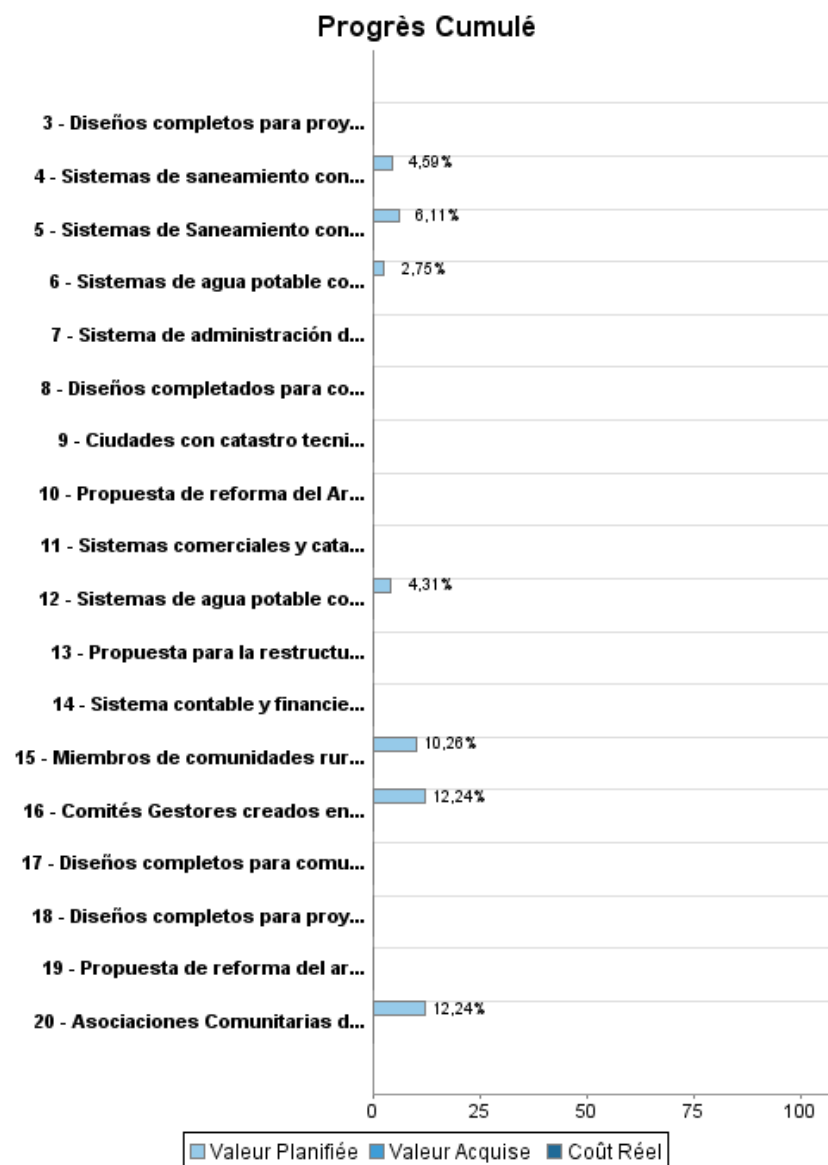 Progrès Cumulé
3 - Diseños completos para proy...
4 - Sistemas de saneamiento con...
4,59%
5 - Sistemas de Saneamiento con...
6,11%
6 - Sistemas de agua potable co...
2,75%
7 - Sistema de administración d...
8 - Diseños completados para co...
9 - Ciudades con catastro tecni...
10 - Propuesta de reforma del Ar...
11 - Sistemas comerciales y cata...
12 - Sistemas de agua potable co...
4,31%
13 - Propuesta para la restructu...
14 - Sistema contable y financie...
15 - Miembros de comunidades rur...
10,26%
16 - Comités Gestores creados en...
12,24%
17 - Diseños completos para comu...
18 - Diseños completos para proy...
19 - Propuesta de reforma del ar...
20 - Asociaciones Comunitarias d...
12,24%
0 25 50 75 100
Valeur Planifiée Valeur Acquise Coût Réel